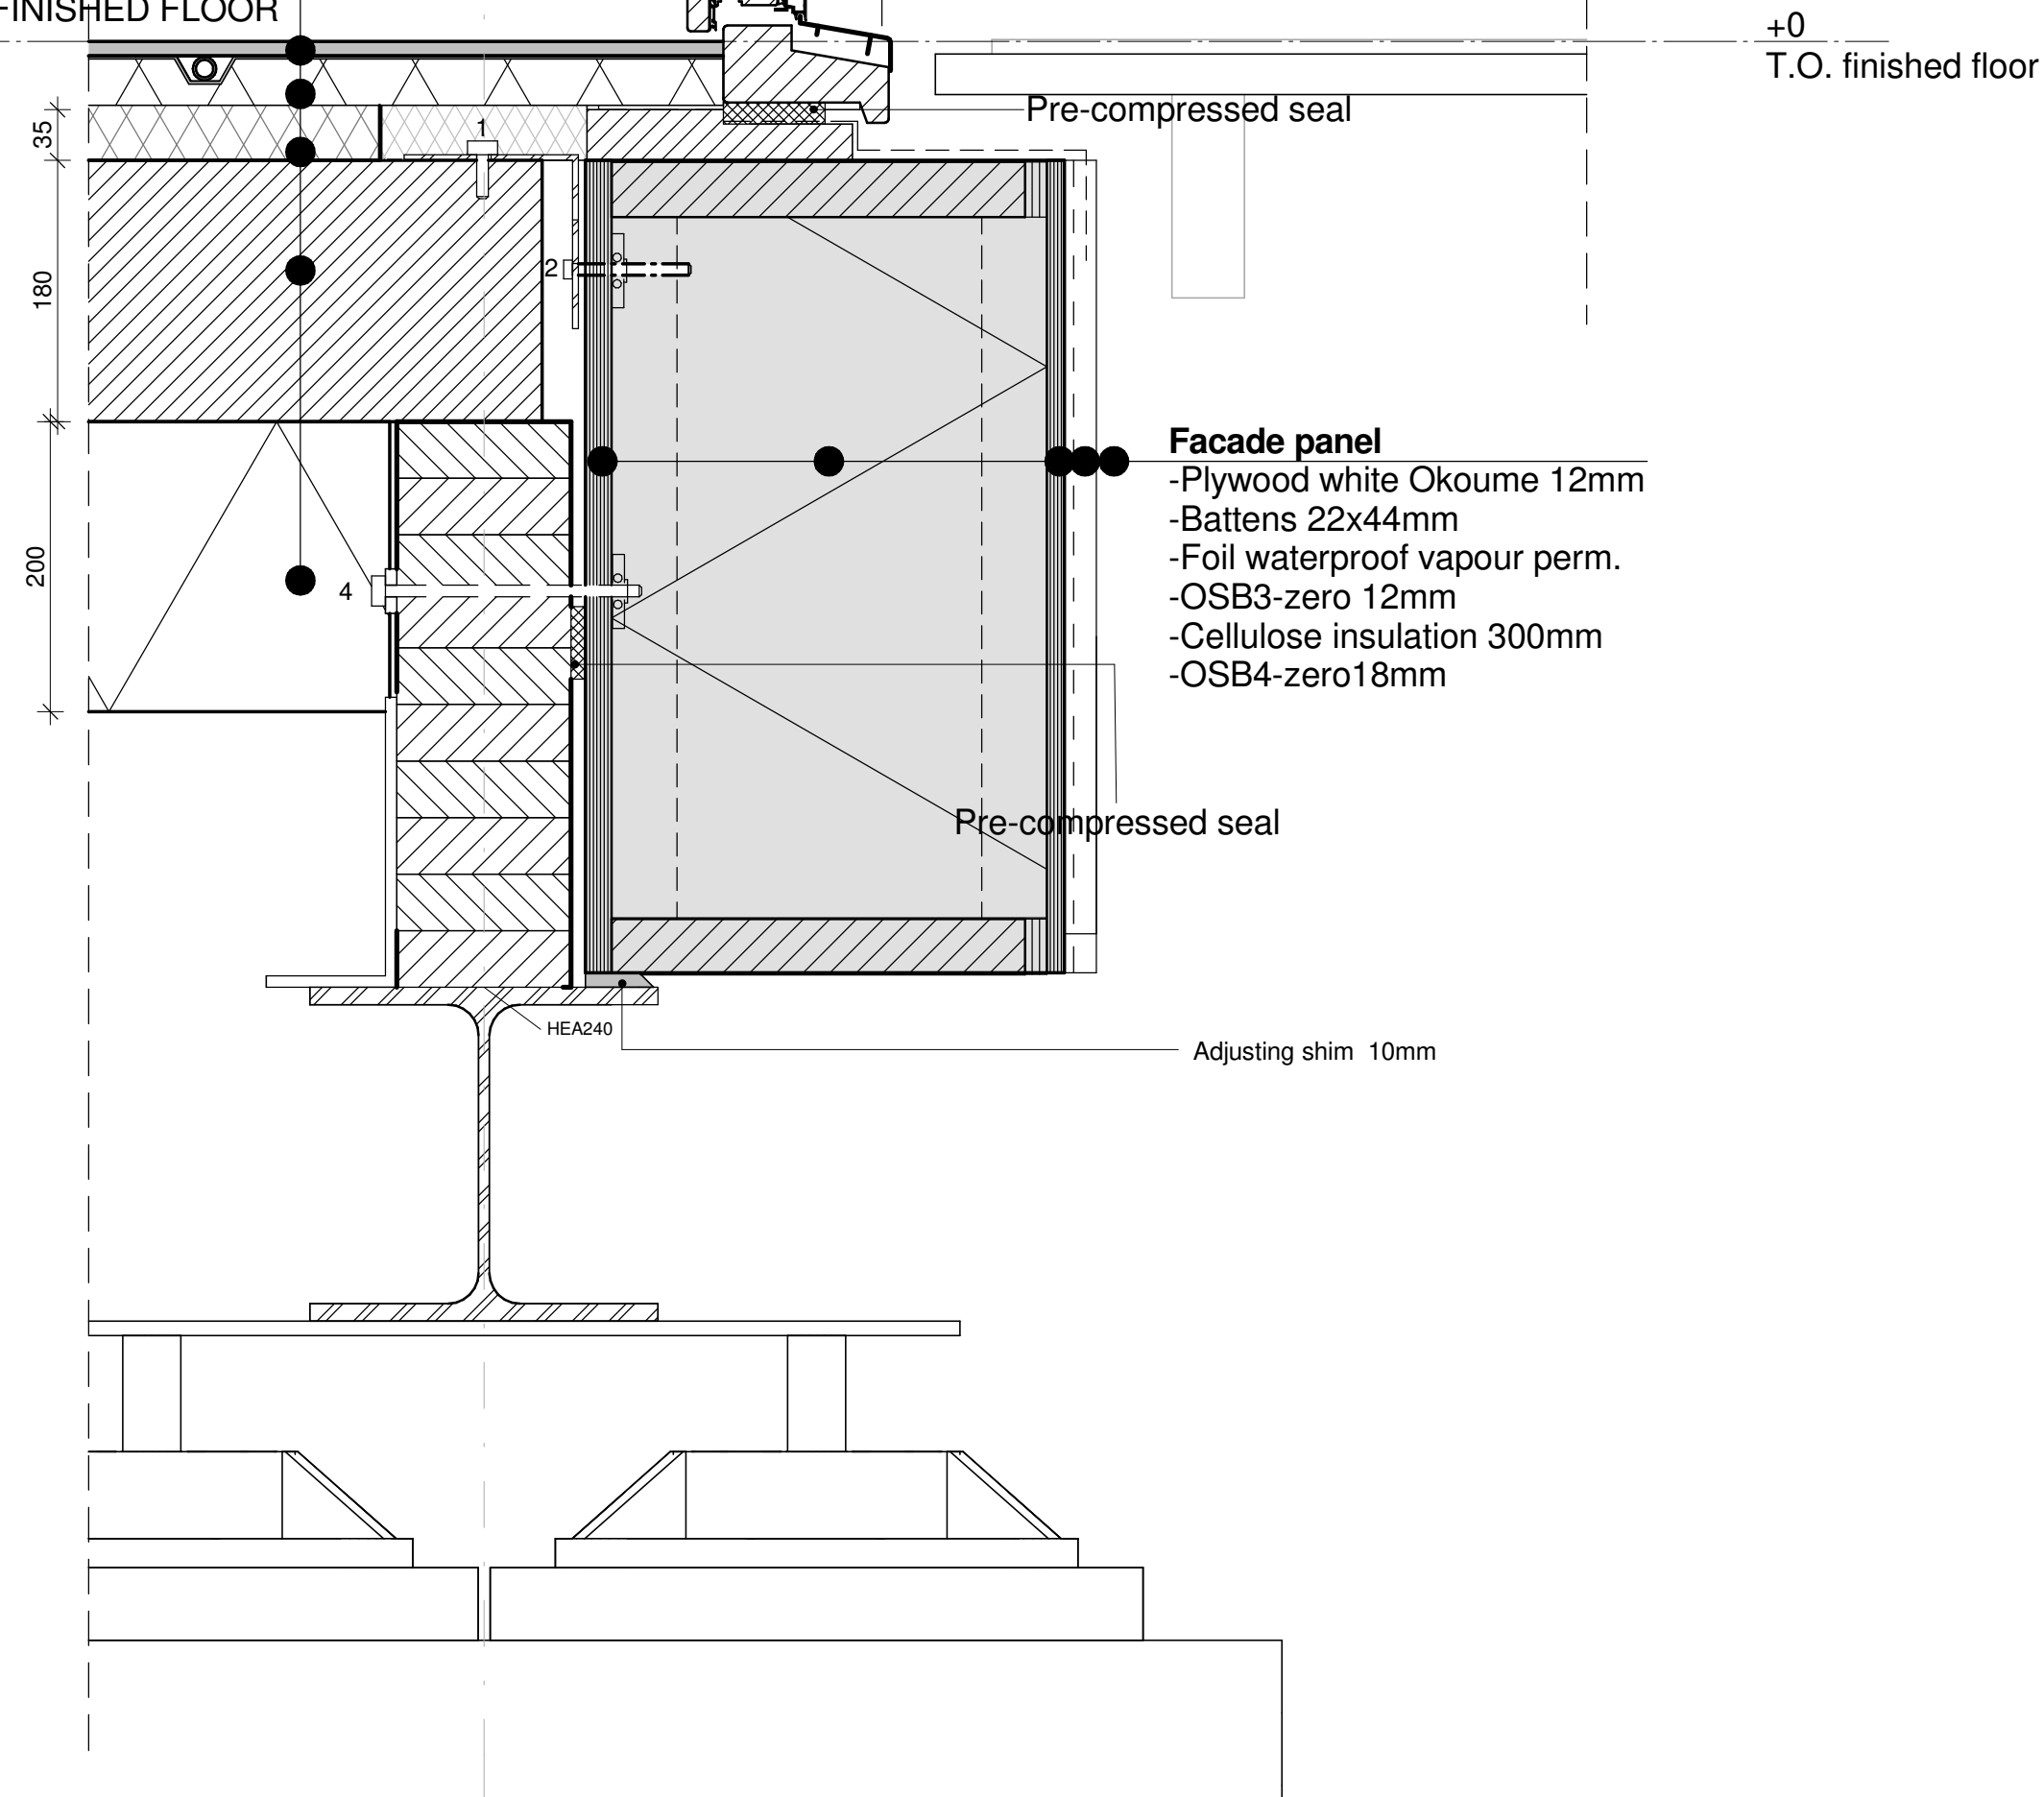 FINISHED FLOOR
+0
T.O. finished floor
Pre-compressed seal
35
1
180
2
Facade panel
-Plywood white Okoume 12mm
-Battens 22x44mm
-Foil waterproof vapour perm.
-OSB3-zero 12mm
-Cellulose insulation 300mm
-OSB4-zero18mm
200
4
Pre-compressed seal
HEA240
Adjusting shim  10mm